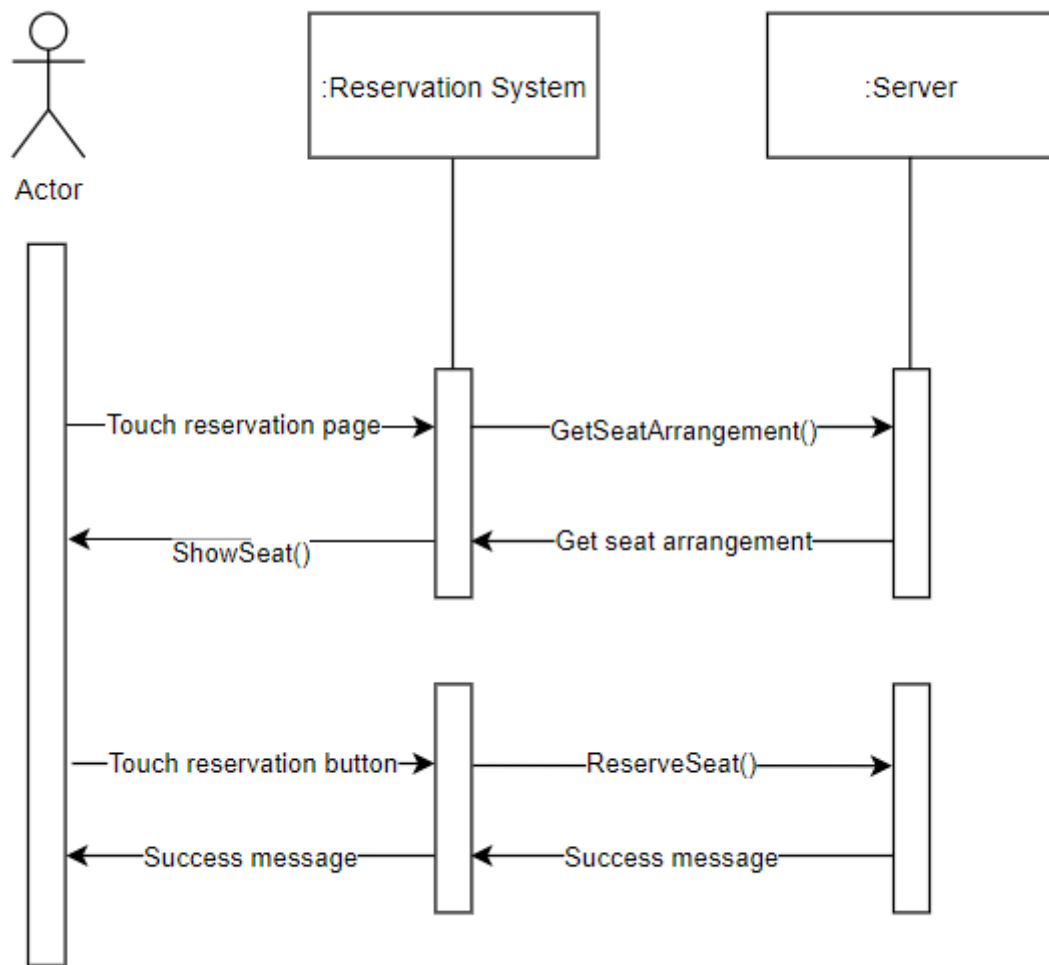 :Reservation System
:Server
Actor
Touch reservation page
GetSeatArrangement()
ShowSeat()
Get seat arrangement
Touch reservation button
ReserveSeat()
Success message
Success message